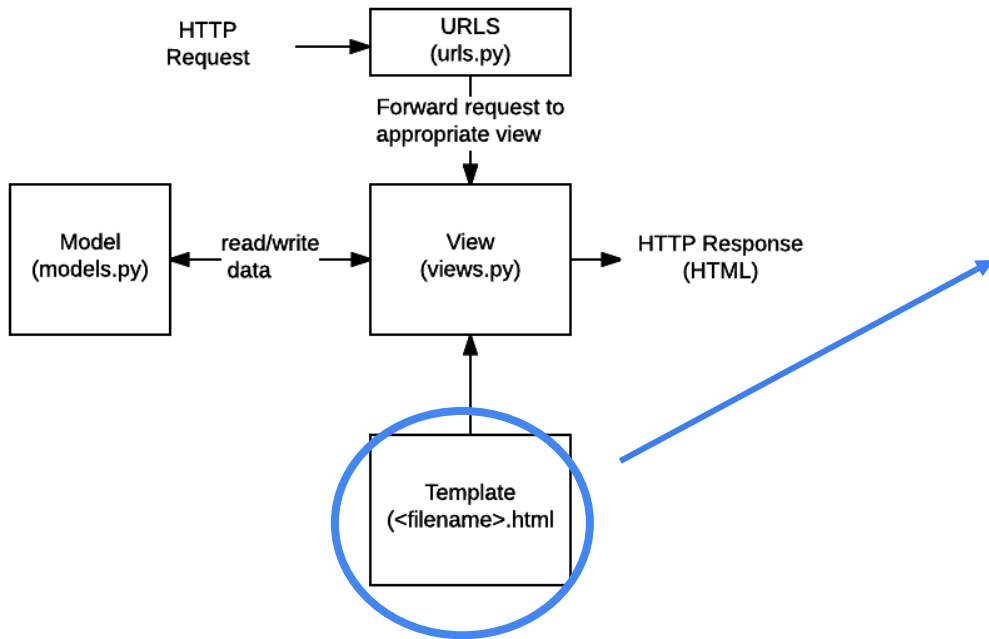 HTTP
Request
URLS
(urls.py)
Forward request to
appropriate view
Model
(models.py)
read/write
data
View
(views.py)
HTTP Response
(HTML)
Template
(<filename>.html